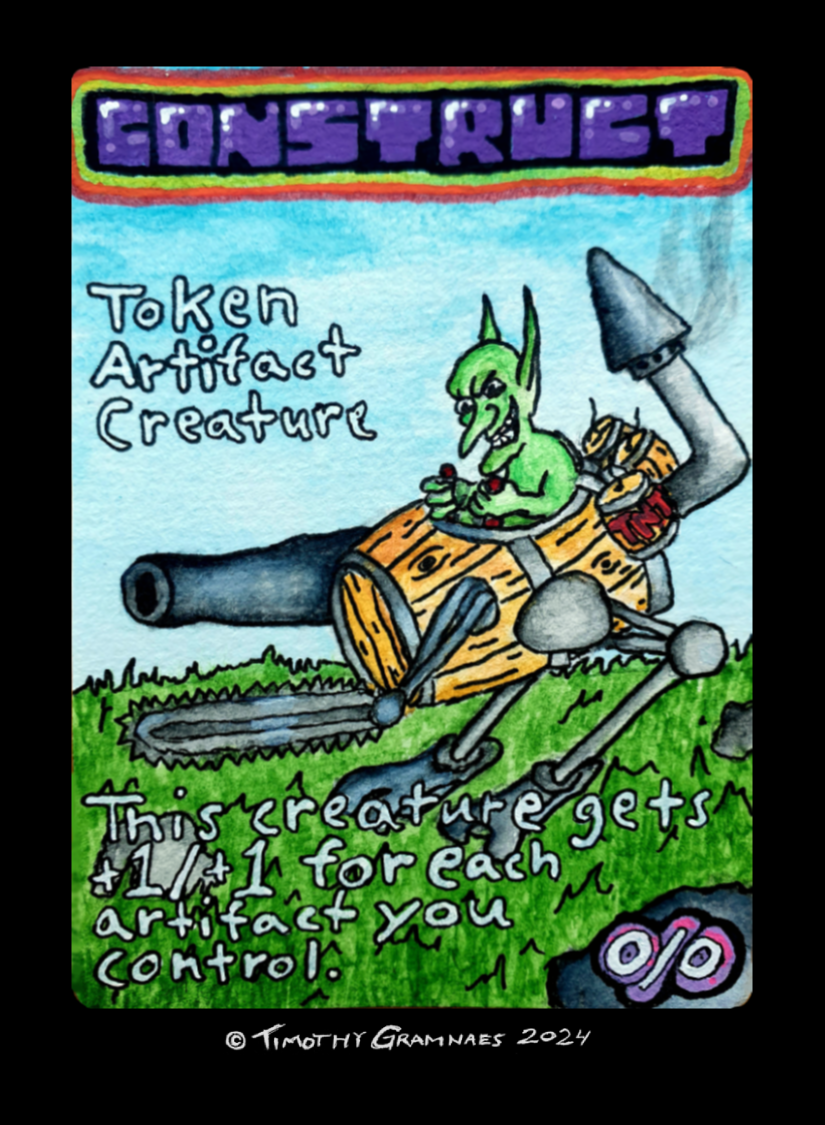 CONSTRUCT
Token
Artifact
Creature
TNT
This creature gets
+1/+1 for each
artifact you
control.
0/0
© TIMOTHY GRAMNAES 2024